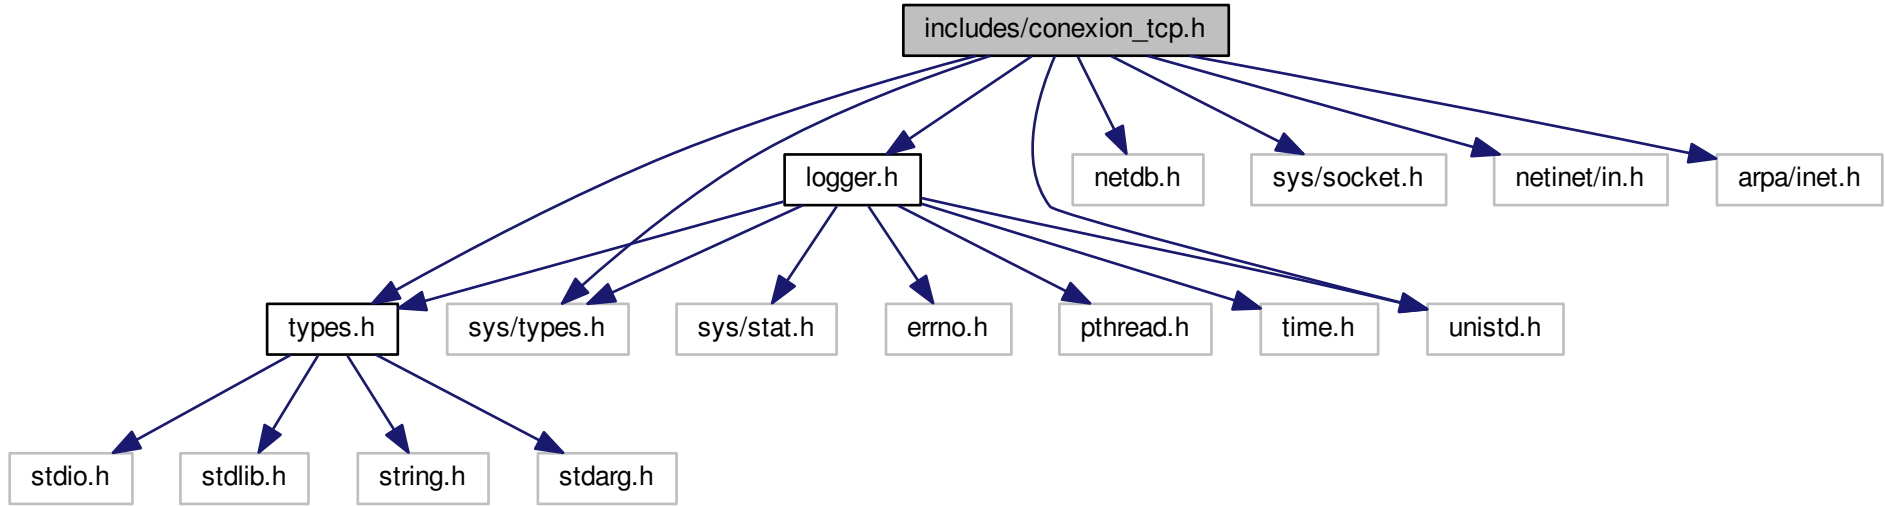 includes/conexion_tcp.h
logger.h
netdb.h
sys/socket.h
netinet/in.h
arpa/inet.h
types.h
sys/types.h
sys/stat.h
errno.h
pthread.h
time.h
unistd.h
stdio.h
stdlib.h
string.h
stdarg.h